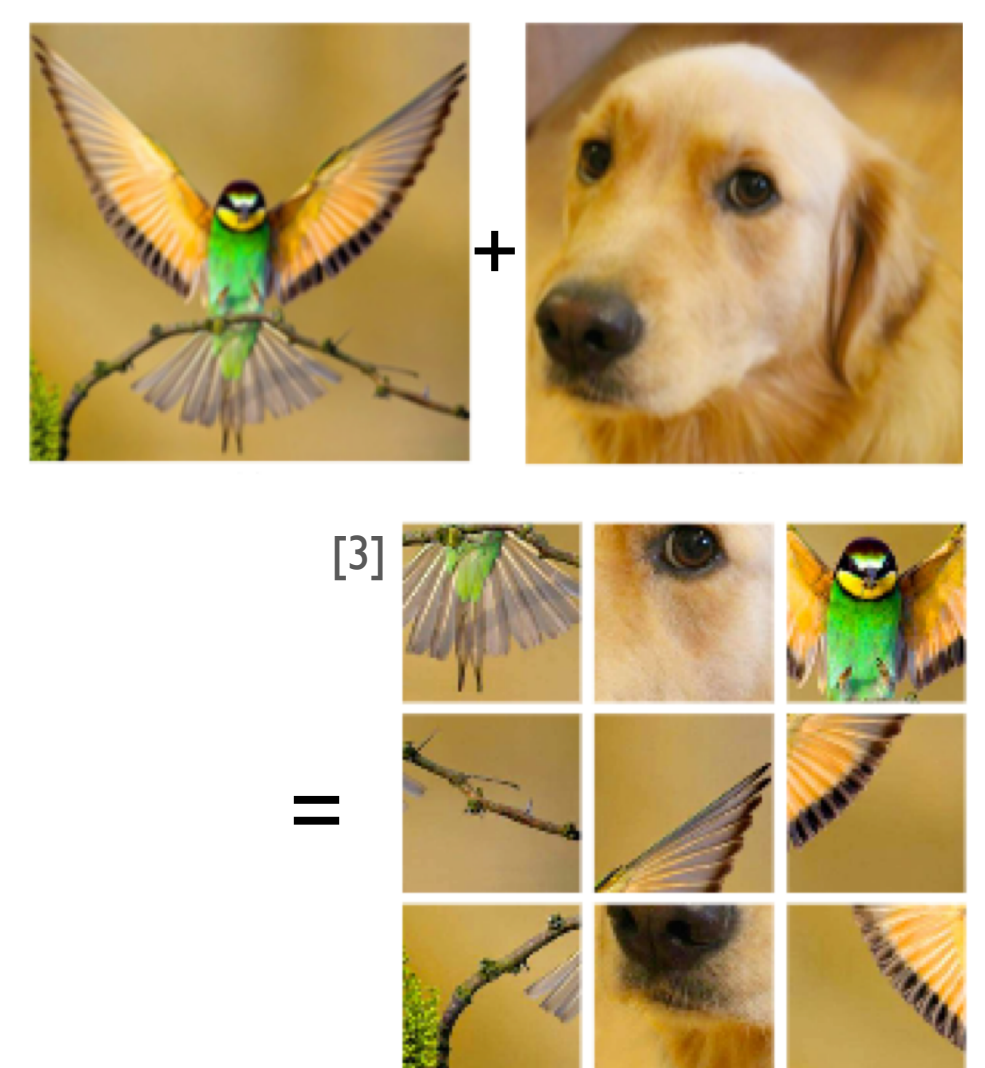 +
[3]
=